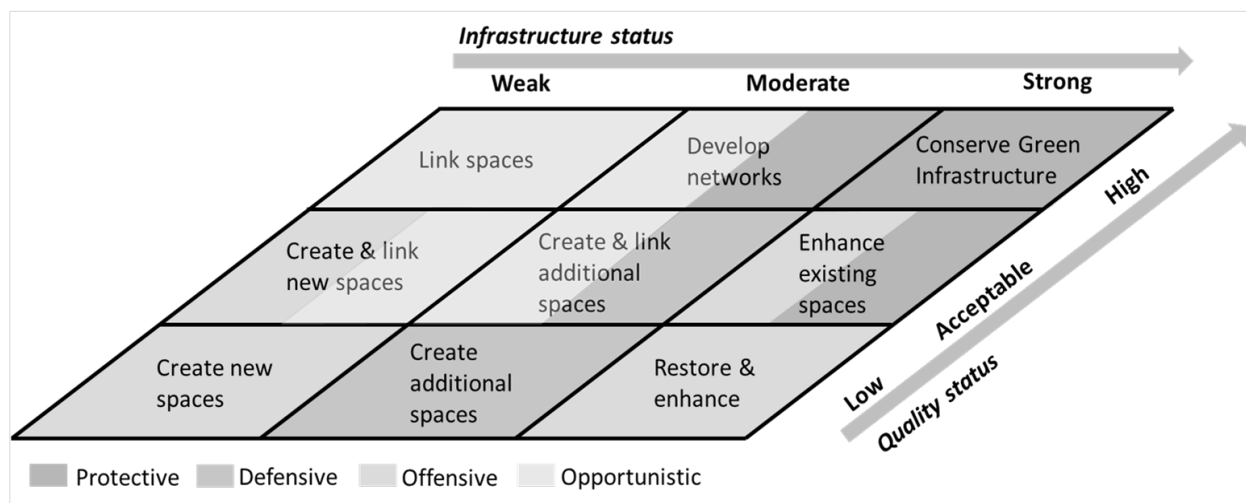 Infrastructure status
Weak
Moderate
Strong
Link spaces
Develop
networks
Conserve Green
Infrastructure
High
Create & link
new spaces
Create & link
additional
spaces
Enhance
existing
spaces
Acceptable
Create new
spaces
Create
additional
spaces
Restore &
enhance
Low
Quality status
Protective
Defensive
Offensive
Opportunistic